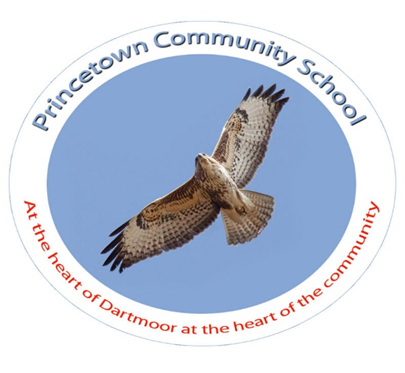 Princetown Community School
At the heart of Dartmoor at the heart of the community